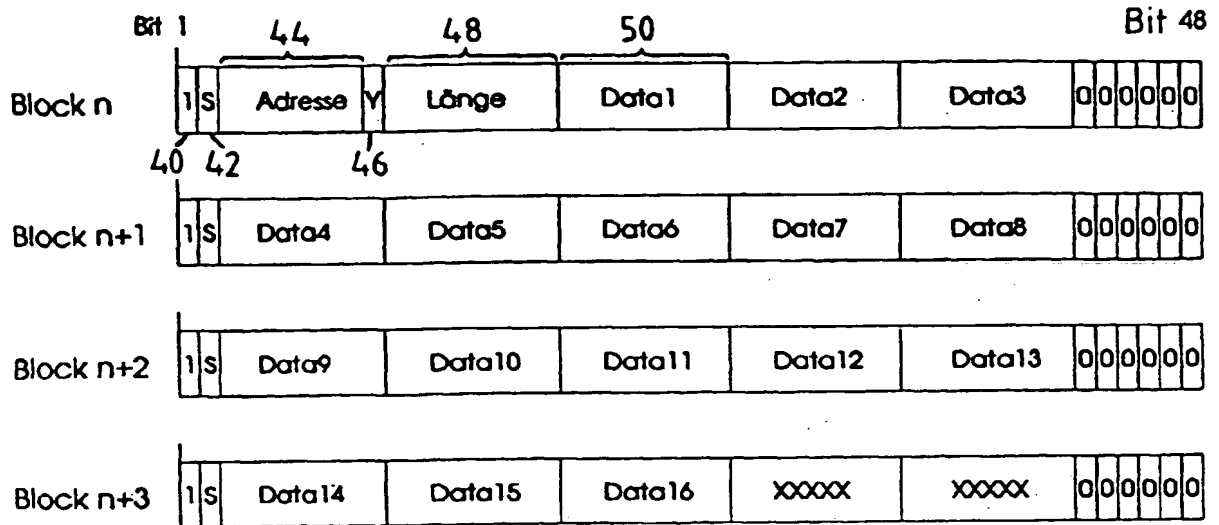 Bit 1 44 48 50 Bit 48
Block n 1 S Adresse Y Länge Data1 Data2 Data3 0 0 0 0 0 0
40 42 46
Block n+1 1 S Data4 Data5 Data6 Data7 Data8 0 0 0 0 0 0
Block n+2 1 S Data9 Data10 Data11 Data12 Data13 0 0 0 0 0 0
Block n+3 1 S Data14 Data15 Data16 XXXXX XXXXX 0 0 0 0 0 0